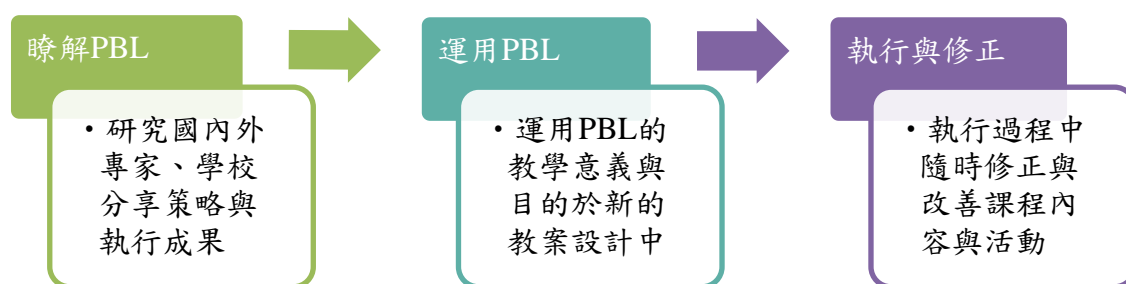 瞭解PBL
・研究國內外
專家、學校
分享策略與
執行成果
運用PBL
・運用PBL的
教學意義與
目的於新的
教案設計中
執行與修正
・執行過程中
隨時修正與
改善課程內
容與活動